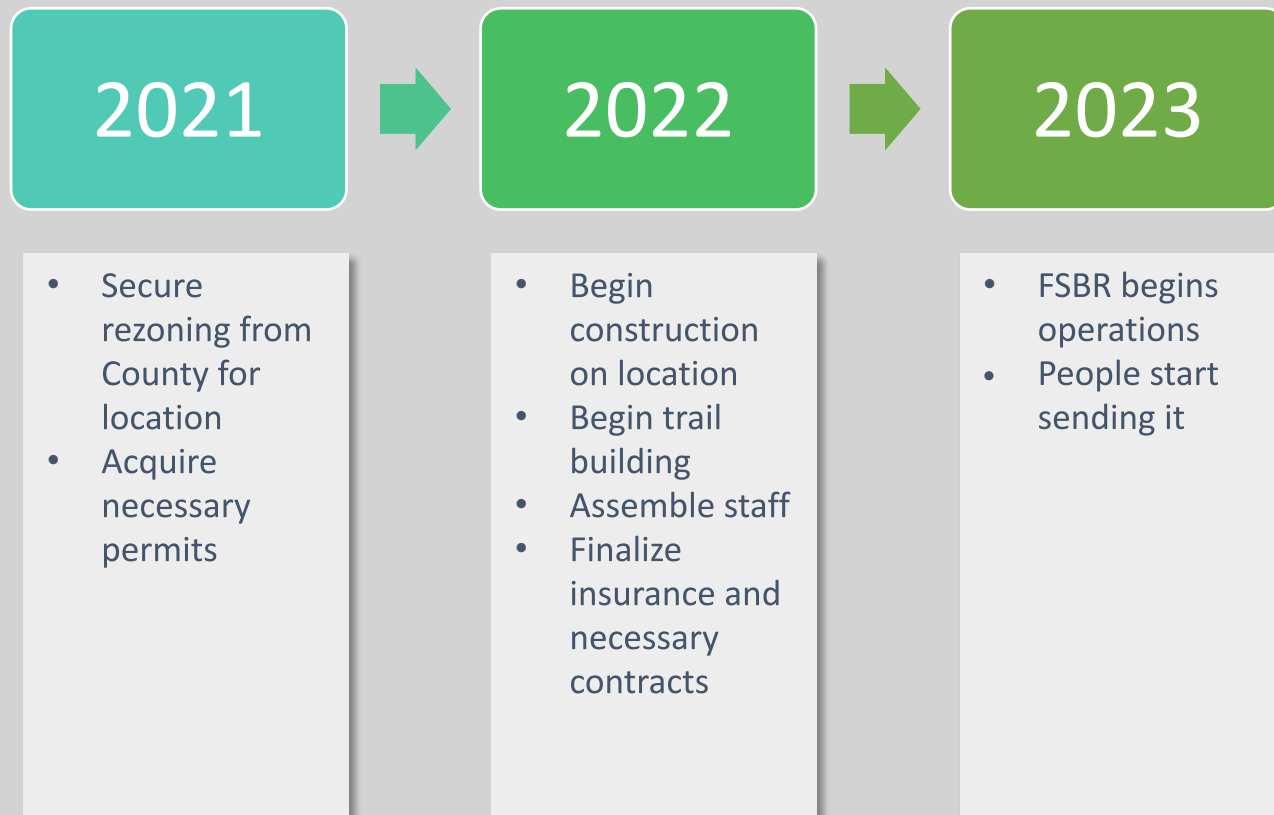 2021
2022
2023
• Secure
rezoning from
County for
location
• Acquire
necessary
permits
• Begin
construction
on location
• Begin trail
building
• Assemble staff
• Finalize
insurance and
necessary
contracts
• FSBR begins
operations
• People start
sending it